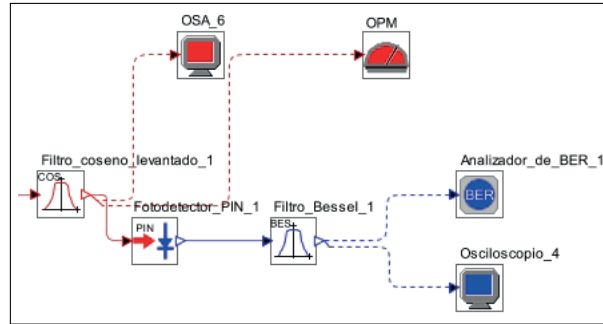 OSA_6
OPM
Filtro_coseno_levantado_1
COS
Fotodetector_PIN_1
PIN
Filtro_Bessel_1
BES
Analizador_de_BER_1
BER
Osciloscopio_4